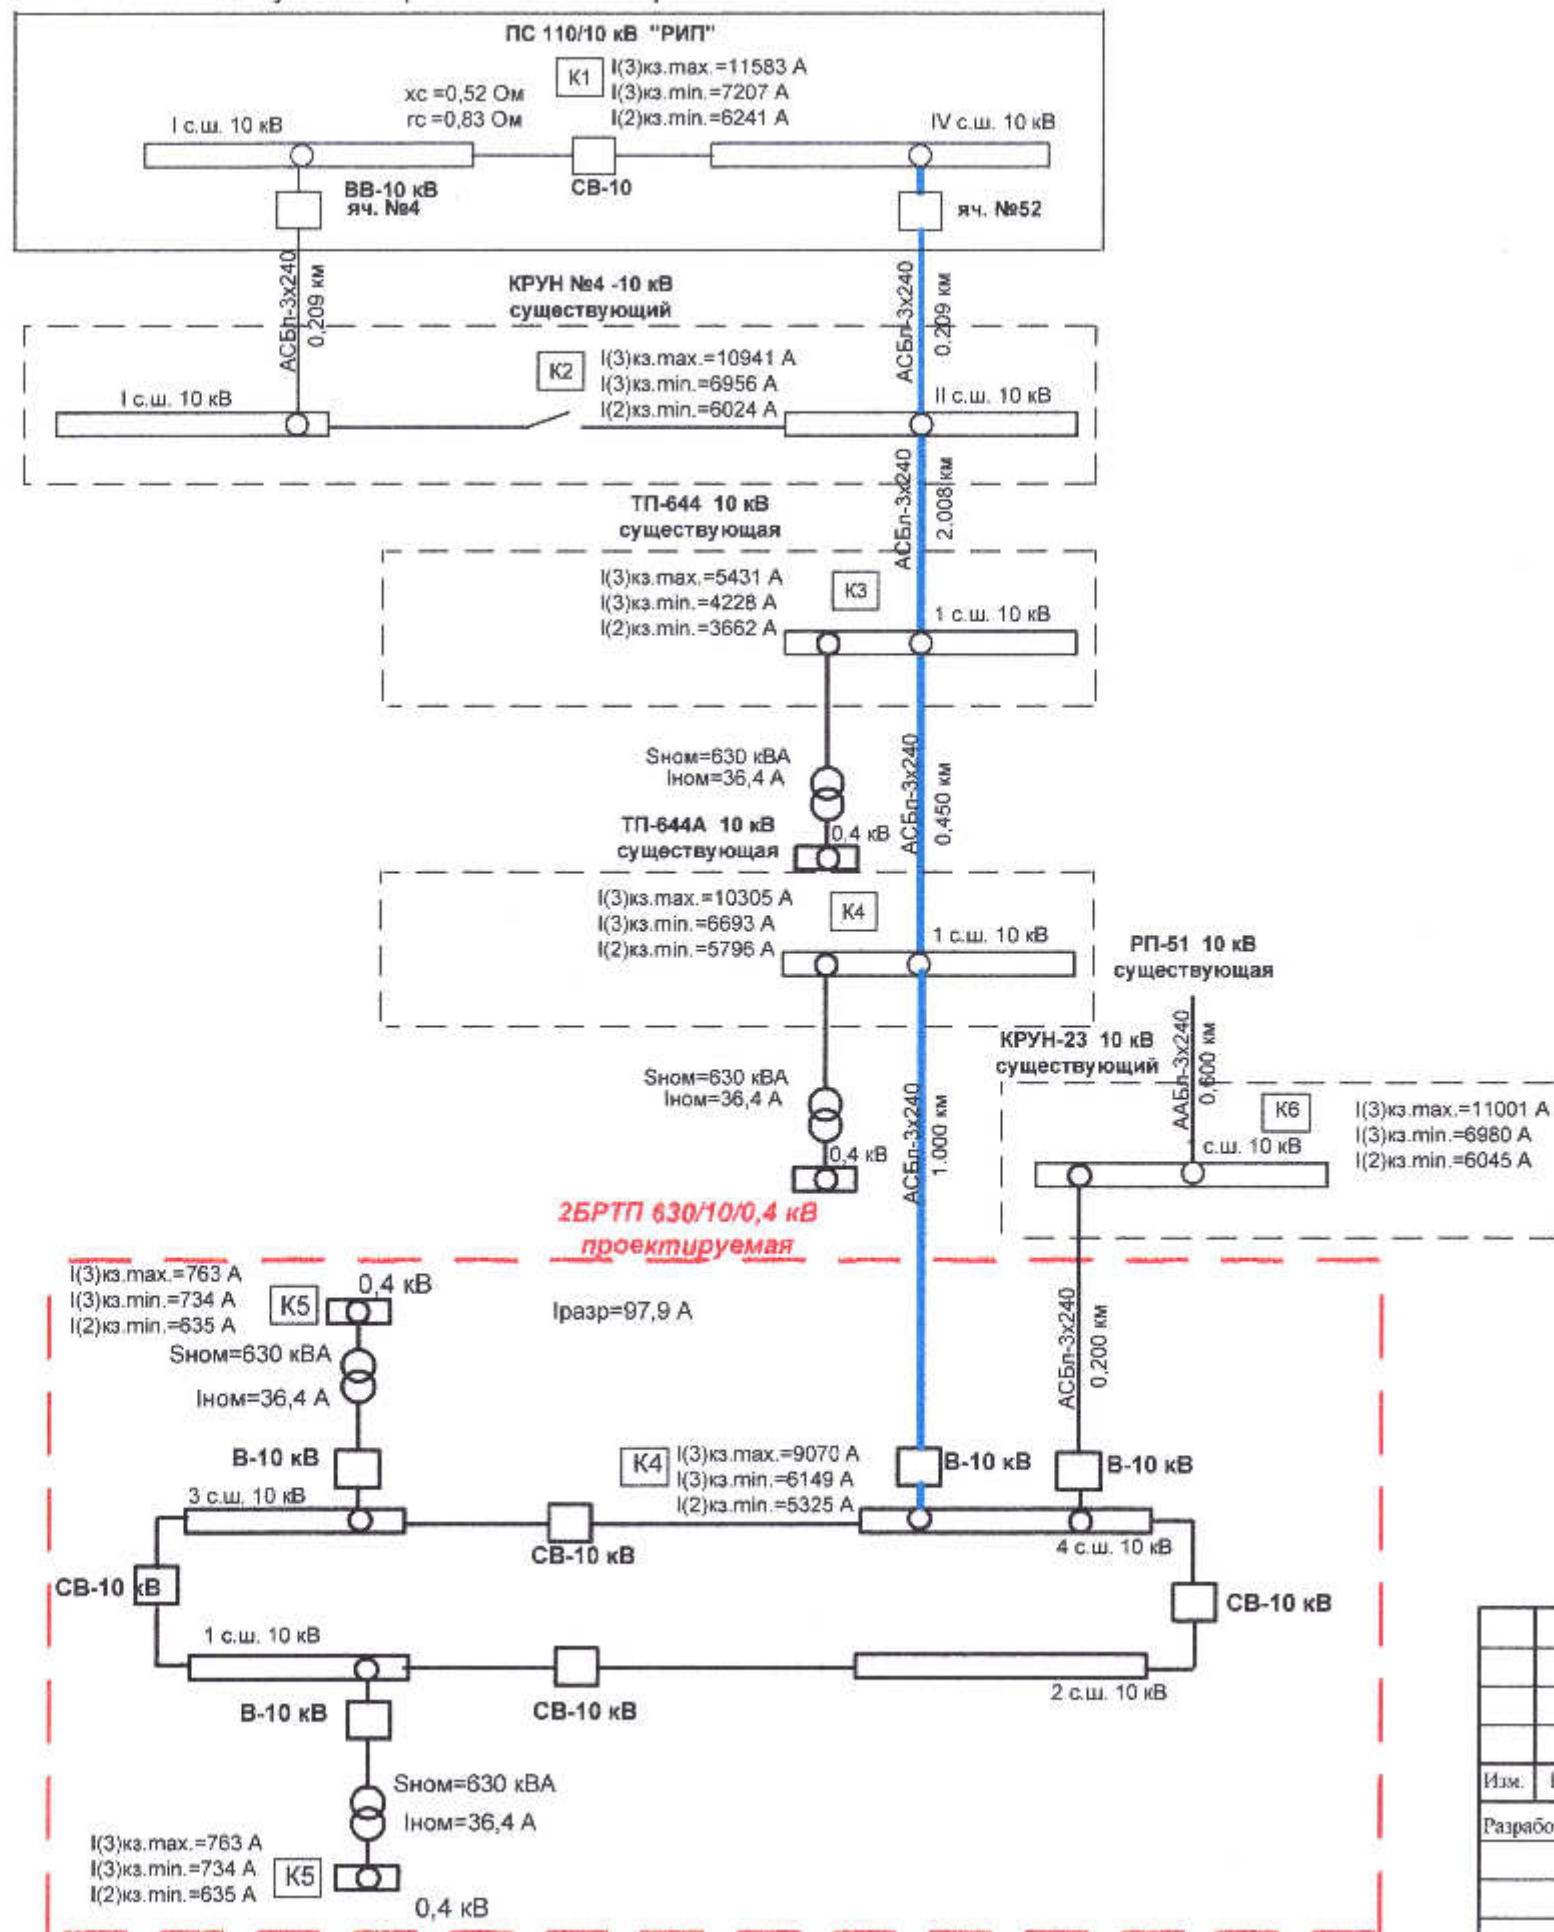 ПС 110/10 кВ "РИП"
К1
I(3)кз.max.=11583 А
I(3)кз.min.=7207 А
I(2)кз.min.=6241 А
xc =0,52 Ом
rc =0,83 Ом
I с.ш. 10 кВ
IV с.ш. 10 кВ
СВ-10
ВВ-10 кВ
яч. №4
яч. №52
АСБл-3х240
0,209 км
АСБл-3х240
0,209 км
КРУН №4 -10 кВ
существующий
К2
I(3)кз.max.=10941 А
I(3)кз.min.=6956 А
I(2)кз.min.=6024 А
I с.ш. 10 кВ
II с.ш. 10 кВ
АСБл-3х240
2,008 км
ТП-644 10 кВ
существующая
I(3)кз.max.=5431 А
I(3)кз.min.=4228 А
I(2)кз.min.=3662 А
К3
1 с.ш. 10 кВ
Sном=630 кВА
Iном=36,4 А
0,4 кВ
АСБл-3х240
0,450 км
ТП-644А 10 кВ
существующая
I(3)кз.max.=10305 А
I(3)кз.min.=6693 А
I(2)кз.min.=5796 А
К4
1 с.ш. 10 кВ
Sном=630 кВА
Iном=36,4 А
0,4 кВ
АСБл-3х240
1.000 км
РП-51 10 кВ
существующая
ААБл-3х240
0,600 км
КРУН-23 10 кВ
существующий
К6
I(3)кз.max.=11001 А
I(3)кз.min.=6980 А
I(2)кз.min.=6045 А
с.ш. 10 кВ
2БРТП 630/10/0,4 кВ
проектируемая
I(3)кз.max.=763 А
I(3)кз.min.=734 А
I(2)кз.min.=635 А
К5
0,4 кВ
Iразр=97,9 А
АСБл-3х240
0,200 км
Sном=630 кВА
Iном=36,4 А
В-10 кВ
К4
I(3)кз.max.=9070 А
I(3)кз.min.=6149 А
I(2)кз.min.=5325 А
В-10 кВ
В-10 кВ
3 с.ш. 10 кВ
СВ-10 кВ
4 с.ш. 10 кВ
СВ-10 кВ
СВ-10 кВ
1 с.ш. 10 кВ
СВ-10 кВ
2 с.ш. 10 кВ
В-10 кВ
Sном=630 кВА
Iном=36,4 А
I(3)кз.max.=763 А
I(3)кз.min.=734 А
I(2)кз.min.=635 А
К5
0,4 кВ
Изм.
Разрабо